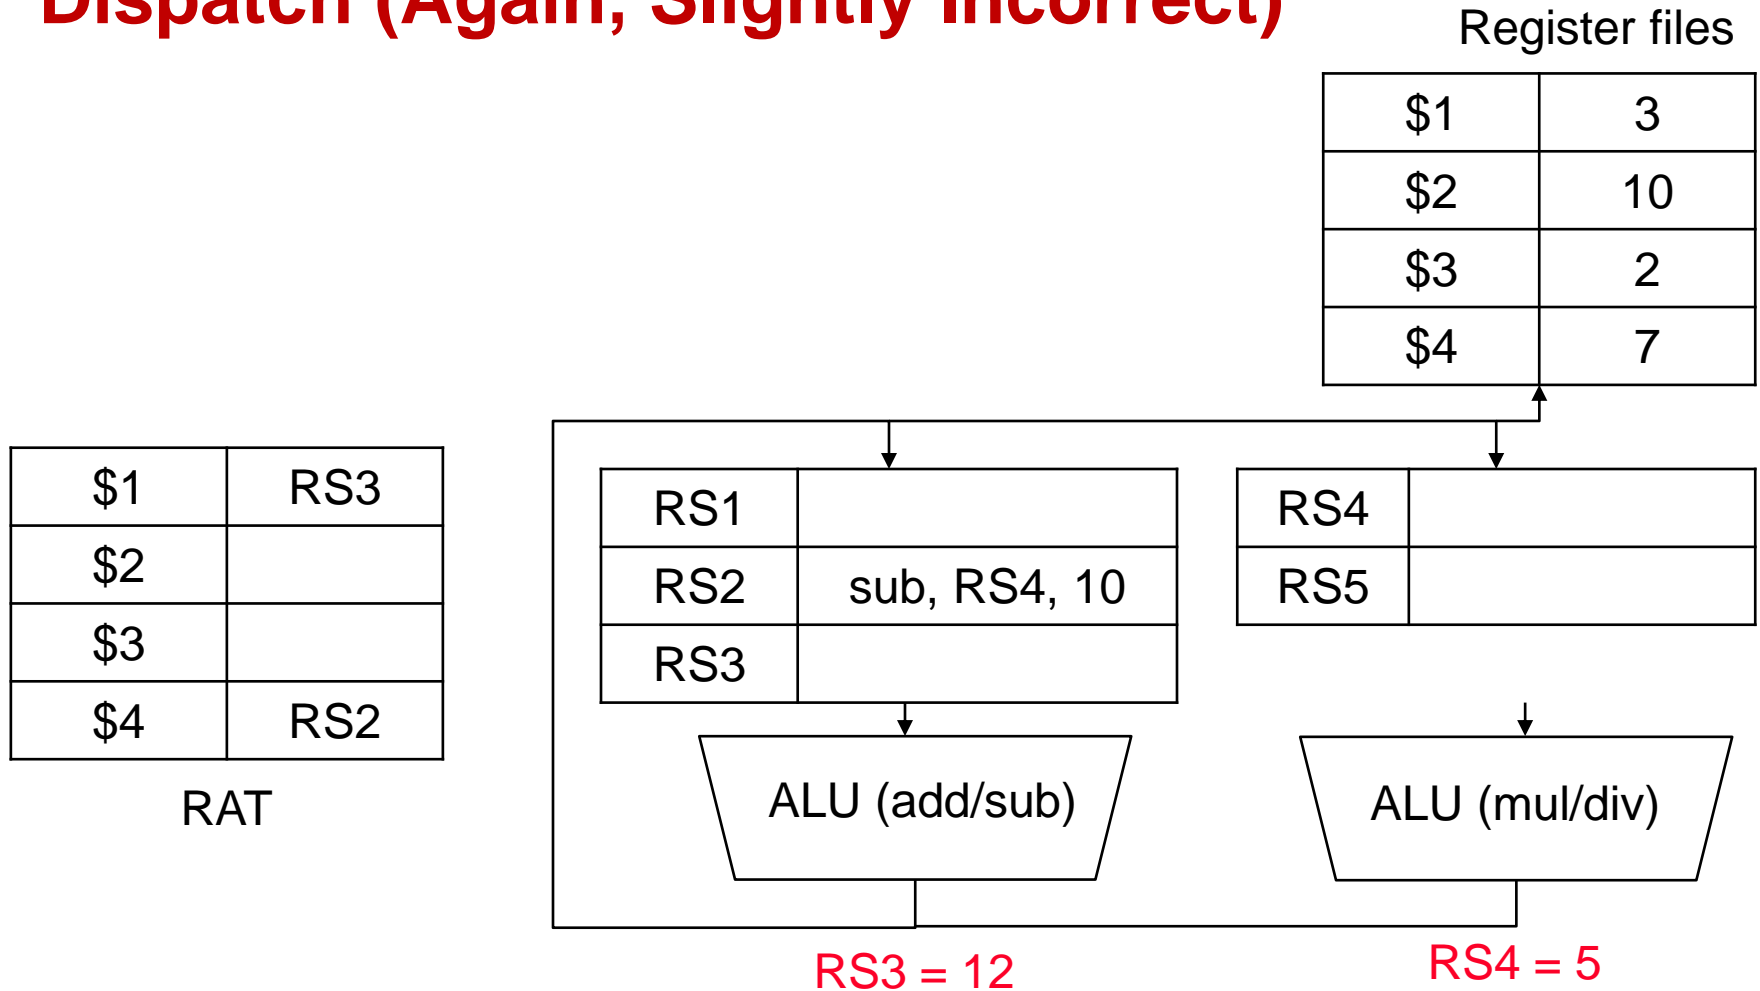 Dispatch (Again, Slightly Incorrect)
Register files
$1 3
$2 10
$3 2
$4 7
$1 RS3
$2
$3
$4 RS2
RAT
RS1
RS2 sub, RS4, 10
RS3
RS4
RS5
ALU (add/sub)
ALU (mul/div)
RS3 = 12
RS4 = 5